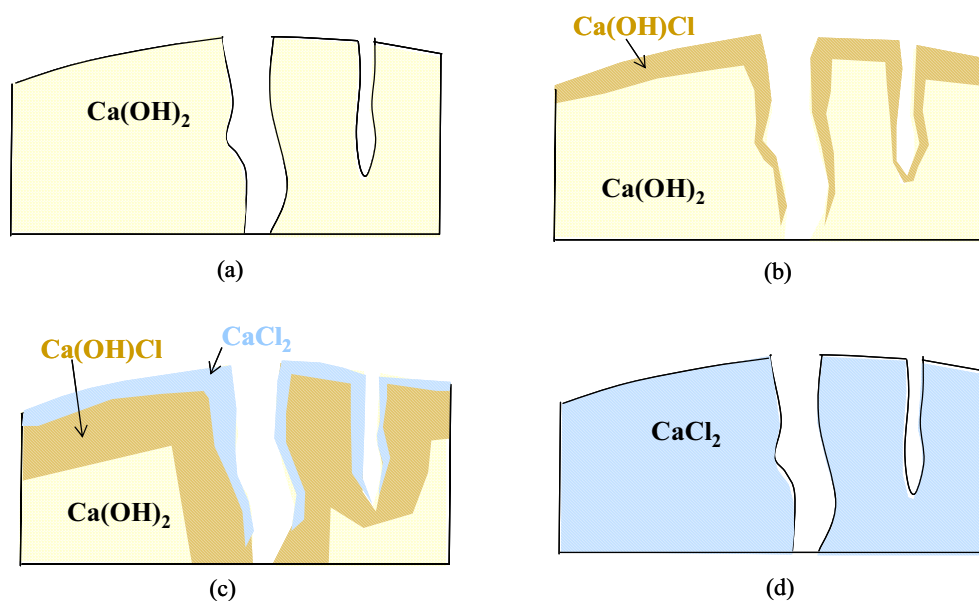 Ca(OH)₂
(a)
Ca(OH)Cl
Ca(OH)₂
(b)
CaCl₂
Ca(OH)Cl
Ca(OH)₂
(c)
CaCl₂
(d)